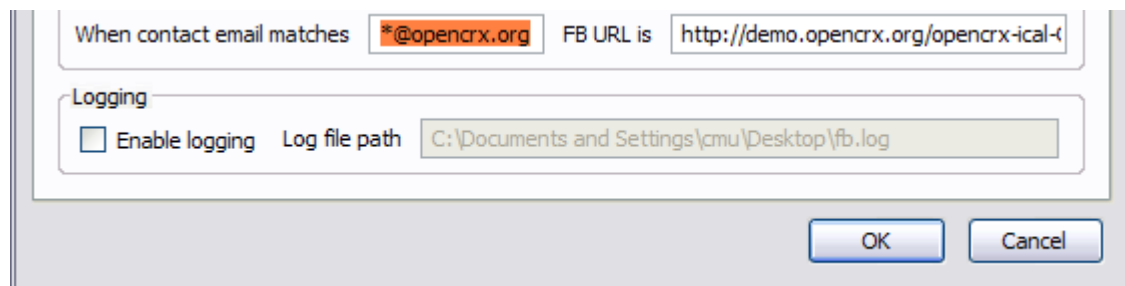 When contact email matches *@opencrx.org FB URL is http://demo.opencrx.org/opencrx-ical-
Logging
Enable logging Log file path C:\Documents and Settings\cmu\Desktop\fb.log
OK Cancel